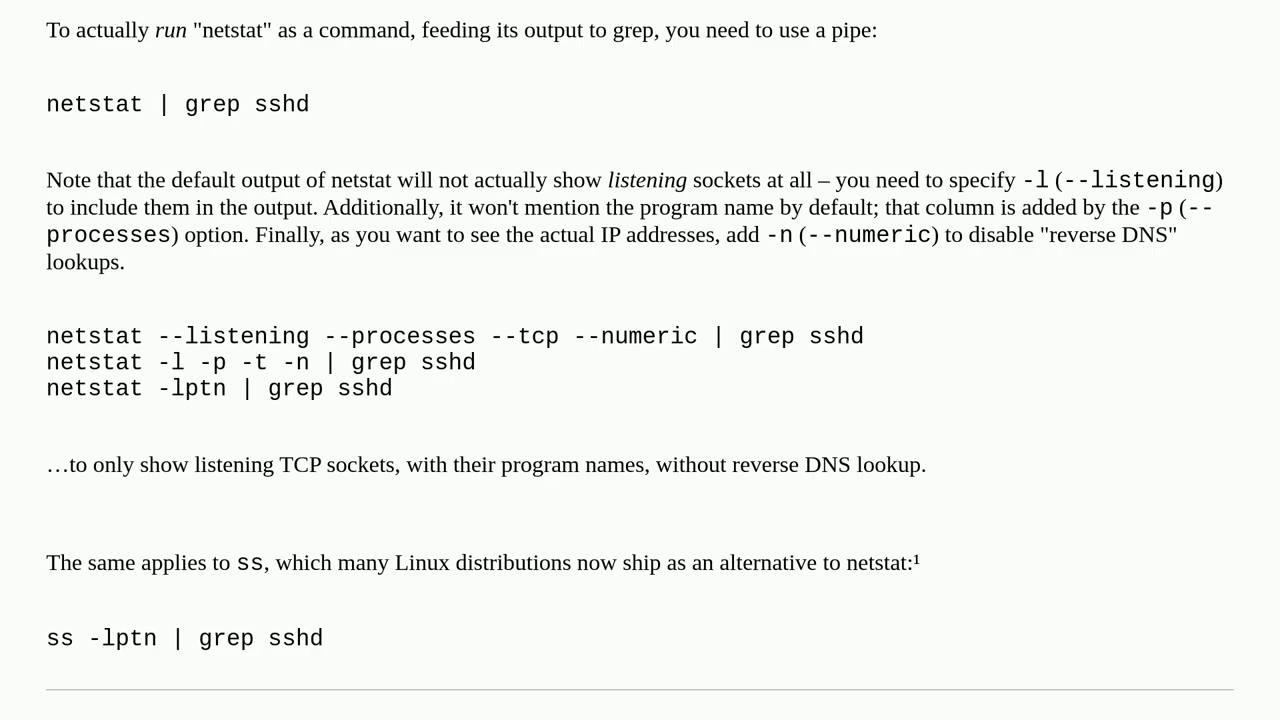 To actually run "netstat" as a command, feeding its output to grep, you need to use a pipe:
netstat | grep sshd
Note that the default output of netstat will not actually show listening sockets at all – you need to specify -l (--listening)
to include them in the output. Additionally, it won't mention the program name by default; that column is added by the -p (--
processes) option. Finally, as you want to see the actual IP addresses, add -n (--numeric) to disable "reverse DNS"
lookups.
netstat --listening --processes --tcp --numeric | grep sshd
netstat -l -p -t -n | grep sshd
netstat -lptn | grep sshd
…to only show listening TCP sockets, with their program names, without reverse DNS lookup.
The same applies to ss, which many Linux distributions now ship as an alternative to netstat:¹
ss -lptn | grep sshd